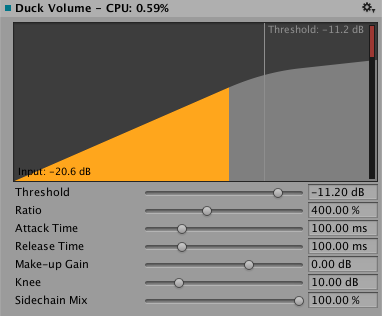 Duck Volume – CPU: 0.59%
Threshold: -11.2 dB
Input: -20.6 dB
Threshold -11.20 dB
Ratio 400.00 %
Attack Time 100.00 ms
Release Time 100.00 ms
Make-up Gain 0.00 dB
Knee 10.00 dB
Sidechain Mix 100.00 %